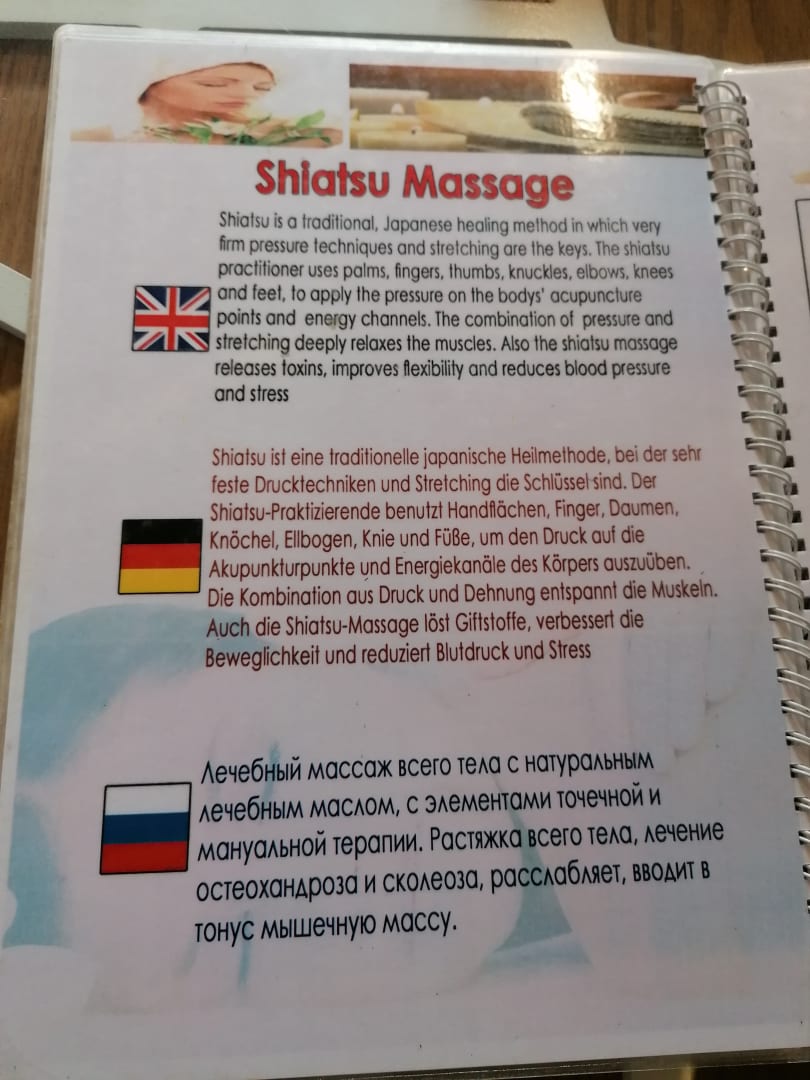 Shiatsu Massage
Shiatsu is a traditional, Japanese healing method in which very
firm pressure techniques and stretching are the keys. The shiatsu
practitioner uses palms, fingers, thumbs, knuckles, elbows, knees
and feet, to apply the pressure on the bodys' acupuncture
points and energy channels. The combination of pressure and
stretching deeply relaxes the muscles. Also the shiatsu massage
releases toxins, improves flexibility and reduces blood pressure
and stress
Shiatsu ist eine traditionelle japanische Heilmethode, bei der sehr
feste Drucktechniken und Stretching die Schlüssel sind. Der
Shiatsu-Praktizierende benutzt Handflächen, Finger, Daumen,
Knöchel, Ellbogen, Knie und Füße, um den Druck auf die
Akupunkturpunkte und Energiekanäle des Körpers auszuüben.
Die Kombination aus Druck und Dehnung entspannt die Muskeln.
Auch die Shiatsu-Massage löst Giftstoffe, verbessert die
Beweglichkeit und reduziert Blutdruck und Stress
Лечебный массаж всего тела с натуральным
лечебным маслом, с элементами точечной и
мануальной терапии. Растяжка всего тела, лечение
остеохандроза и сколеоза, расслабляет, вводит в
тонус мышечную массу.